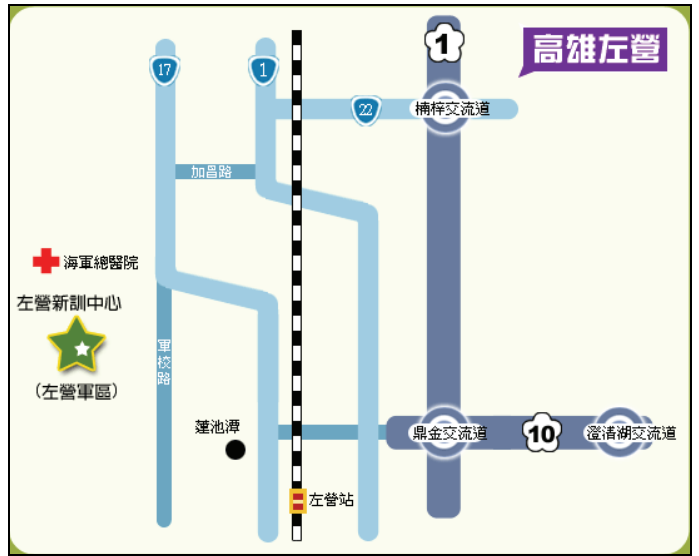 1
高雄左營
17
1
22
楠梓交流道
加昌路
海軍總醫院
左營新訓中心
(左營軍區)
軍校路
蓮池潭
鼎金交流道
10
澄清湖交流道
左營站